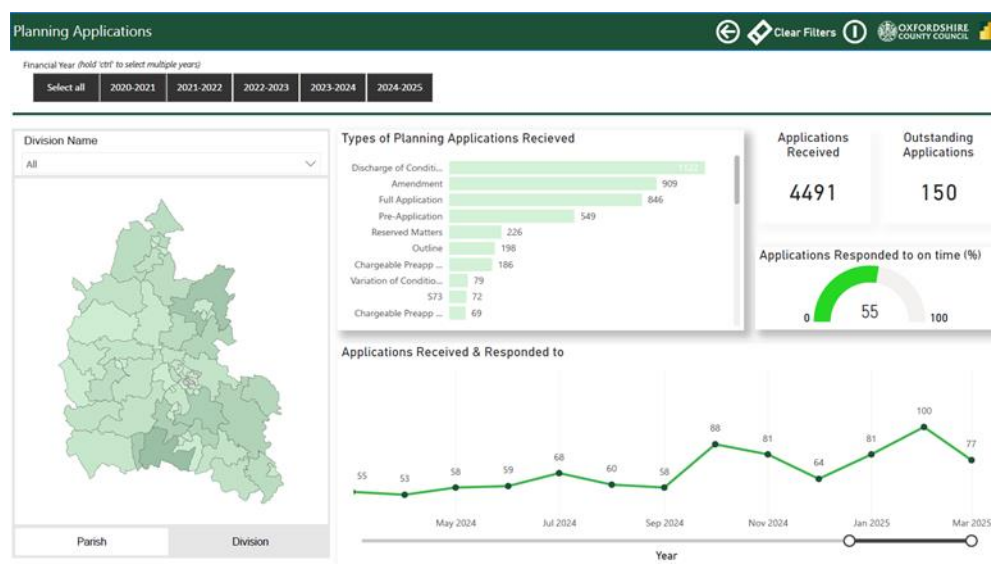 Planning Applications
Clear Filters
OXFORDSHIRE
COUNTY COUNCIL
Financial Year (hold 'ctrl' to select multiple years)
Select all 2020-2021 2021-2022 2022-2023 2023-2024 2024-2025
Division Name
All
Parish Division
Types of Planning Applications Recieved
Discharge of Conditi...
Amendment 909
Full Application 846
Pre-Application 549
Reserved Matters 226
Outline 198
Chargeable Preapp ... 186
Variation of Conditio... 79
S73 72
Chargeable Preapp ... 69
Applications
Received
4491
Outstanding
Applications
150
Applications Responded to on time (%)
0 55 100
Applications Received & Responded to
55 53 58 59 68 60 58 88 81 64 81 100 77
May 2024 Jul 2024 Sep 2024 Nov 2024 Jan 2025 Mar 2025
Year